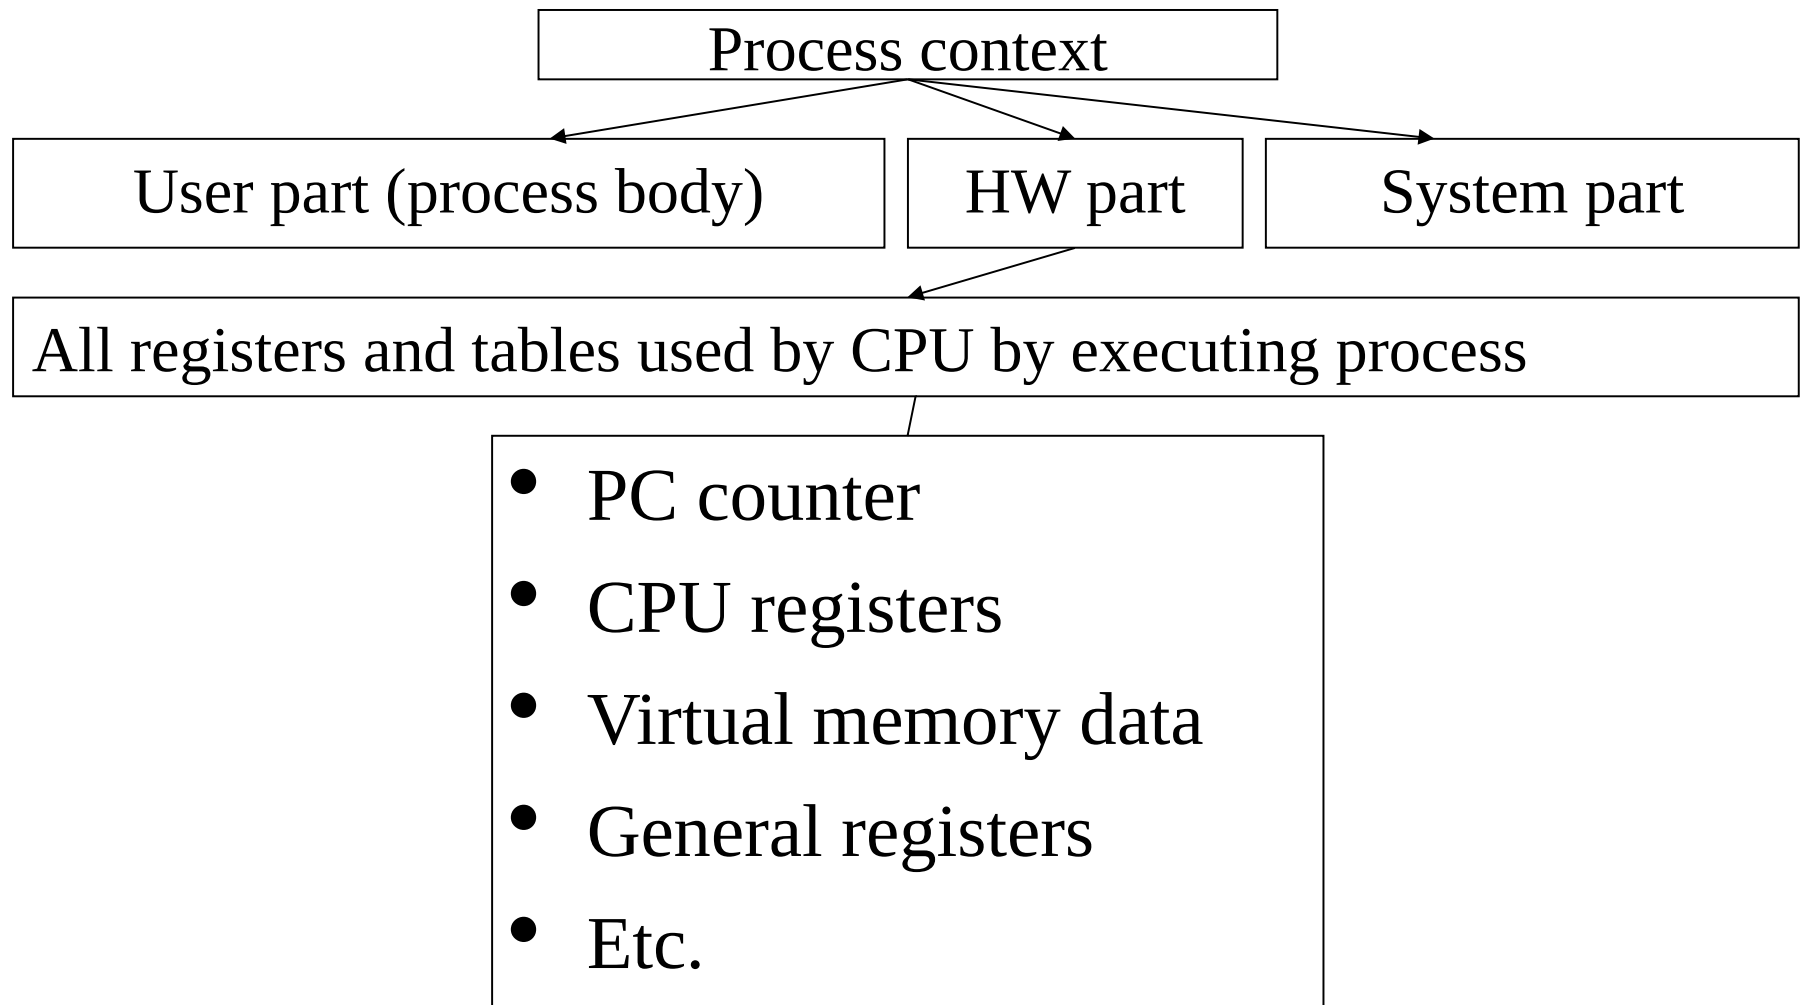 Process context
User part (process body)
HW part
System part
All registers and tables used by CPU by executing process
• PC counter
• CPU registers
• Virtual memory data
• General registers
• Etc.